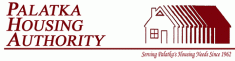 PALATKA
HOUSING
AUTHORITY
Serving Palatka's Housing Needs Since 1962